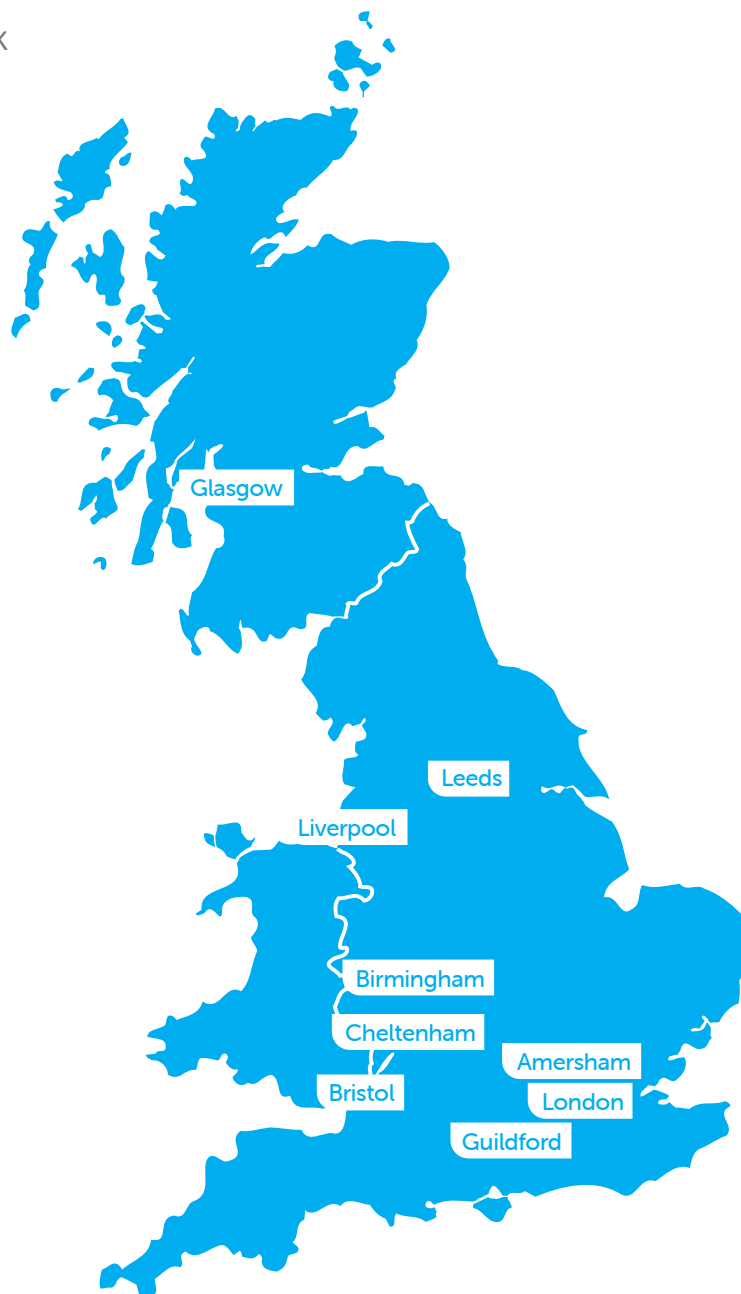 K
Glasgow
Leeds
Liverpool
Birmingham
Cheltenham
Amersham
Bristol
London
Guildford